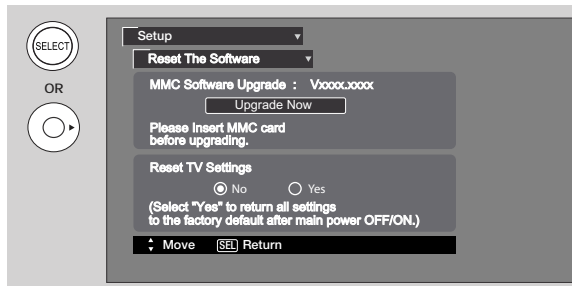 SELECT
OR
Setup
Reset The Software
MMC Software Upgrade : Vxxxx.xxxx
Upgrade Now
Please Insert MMC card
before upgrading.
Reset TV Settings
No Yes
(Select "Yes" to return all settings
to the factory default after main power OFF/ON.)
Move SEL Return